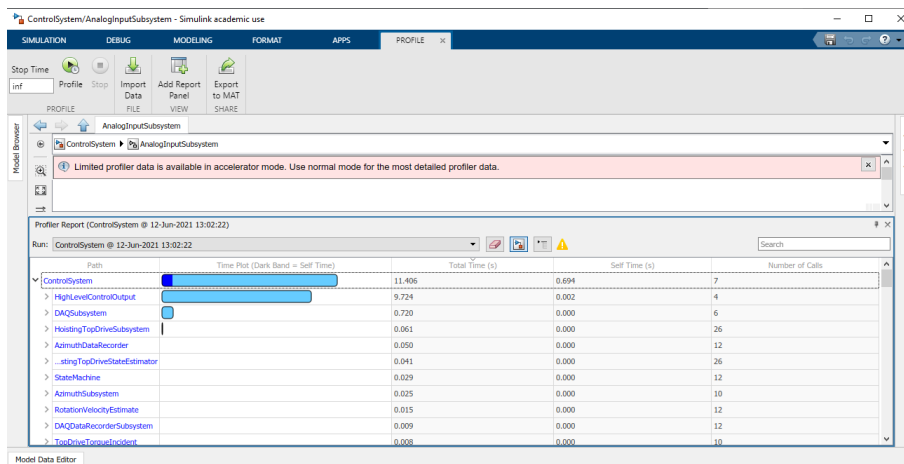 ControlSystem/AnalogInputSubsystem - Simulink academic use
SIMULATION DEBUG MODELING FORMAT APPS PROFILE
Stop Time
inf
Profile Stop Import Data Add Report Panel Export to MAT
PROFILE FILE VIEW SHARE
Model Browser
AnalogInputSubsystem
ControlSystem AnalogInputSubsystem
Limited profiler data is available in accelerator mode. Use normal mode for the most detailed profiler data.
Profiler Report (ControlSystem @ 12-Jun-2021 13:02:22)
Run: ControlSystem @ 12-Jun-2021 13:02:22 Search
Path Time Plot (Dark Band = Self Time) Total Time (s) Self Time (s) Number of Calls
ControlSystem 11.406 0.694 7
HighLevelControlOutput 9.724 0.002 4
DAQSubsystem 0.720 0.000 6
HoistingTopDriveSubsystem 0.061 0.000 26
AzimuthDataRecorder 0.050 0.000 12
...stingTopDriveStateEstimator 0.041 0.000 26
StateMachine 0.029 0.000 12
AzimuthSubsystem 0.025 0.000 10
RotationVelocityEstimate 0.015 0.000 12
DAQDataRecorderSubsystem 0.009 0.000 12
TopDriveTorqueIncident 0.008 0.000 10
Model Data Editor